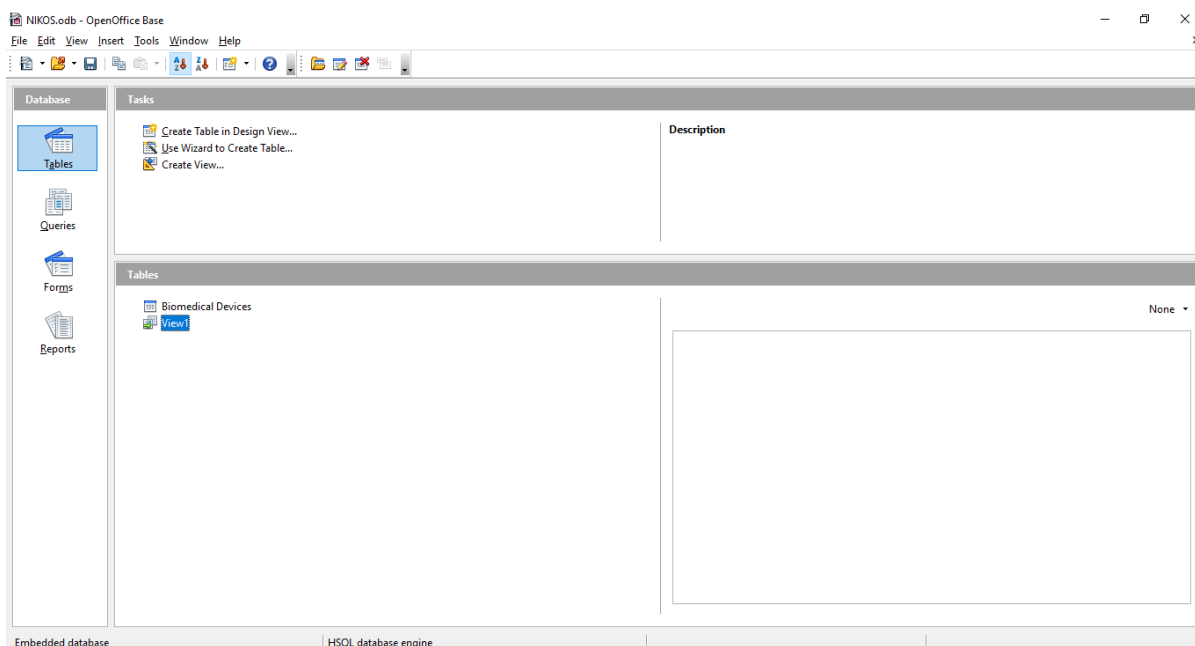 NIKOS.odb - OpenOffice Base
File Edit View Insert Tools Window Help
Database
Tasks
Tables
Queries
Forms
Reports
Create Table in Design View...
Use Wizard to Create Table...
Create View...
Description
Tables
Biomedical Devices
View1
None
Embedded database
HSQL database engine